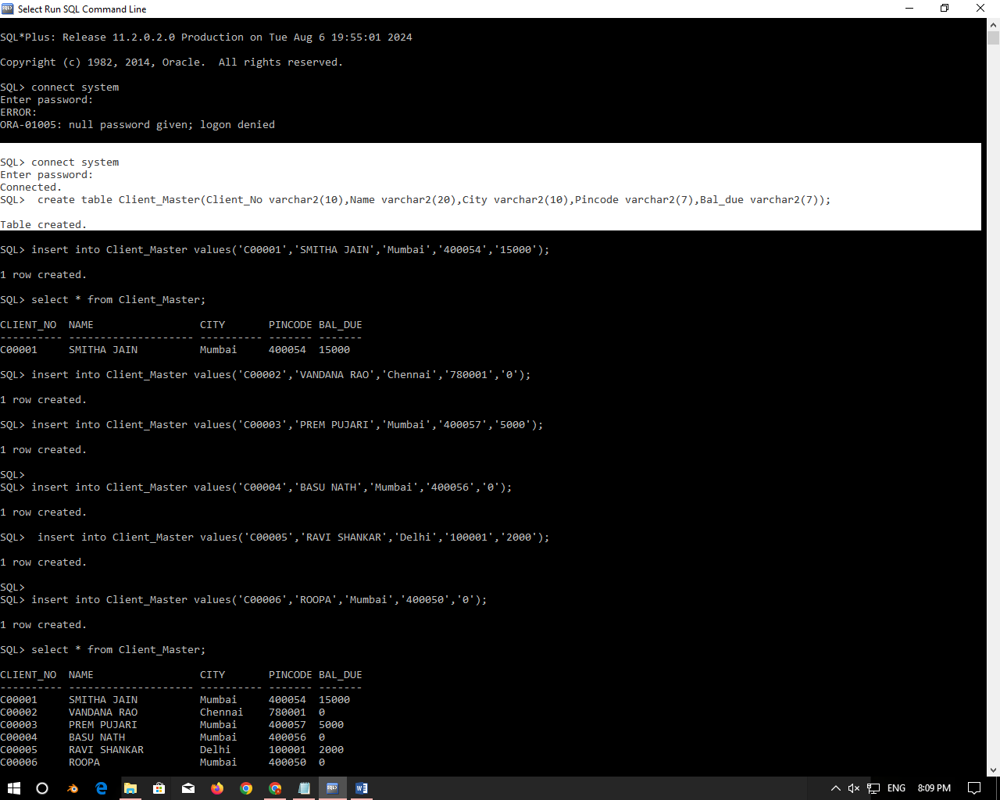 Select Run SQL Command Line
SQL*Plus: Release 11.2.0.2.0 Production on Tue Aug 6 19:55:01 2024
Copyright (c) 1982, 2014, Oracle.  All rights reserved.
SQL> connect system
Enter password:
ERROR:
ORA-01005: null password given; logon denied
SQL> connect system
Enter password:
Connected.
SQL>  create table Client_Master(Client_No varchar2(10),Name varchar2(20),City varchar2(10),Pincode varchar2(7),Bal_due varchar2(7));
Table created.
SQL> insert into Client_Master values('C00001','SMITHA JAIN','Mumbai','400054','15000');
1 row created.
SQL> select * from Client_Master;
CLIENT_NO  NAME                 CITY       PINCODE BAL_DUE
---------- -------------------- ---------- ------- -------
C00001     SMITHA JAIN          Mumbai     400054  15000
SQL> insert into Client_Master values('C00002','VANDANA RAO','Chennai','780001','0');
1 row created.
SQL> insert into Client_Master values('C00003','PREM PUJARI','Mumbai','400057','5000');
1 row created.
SQL>
SQL> insert into Client_Master values('C00004','BASU NATH','Mumbai','400056','0');
1 row created.
SQL>  insert into Client_Master values('C00005','RAVI SHANKAR','Delhi','100001','2000');
1 row created.
SQL>
SQL> insert into Client_Master values('C00006','ROOPA','Mumbai','400050','0');
1 row created.
SQL> select * from Client_Master;
CLIENT_NO  NAME                 CITY       PINCODE BAL_DUE
---------- -------------------- ---------- ------- -------
C00001     SMITHA JAIN          Mumbai     400054  15000
C00002     VANDANA RAO          Chennai    780001  0
C00003     PREM PUJARI          Mumbai     400057  5000
C00004     BASU NATH            Mumbai     400056  0
C00005     RAVI SHANKAR         Delhi      100001  2000
C00006     ROOPA                Mumbai     400050  0
ENG 8:09 PM